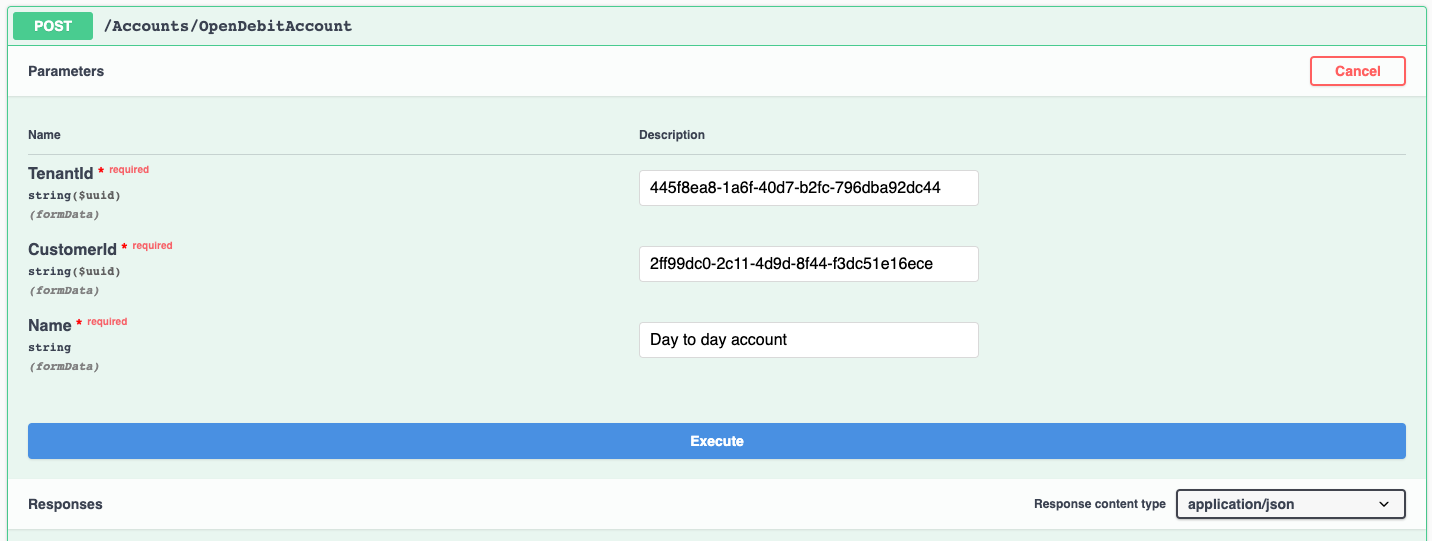 POST /Accounts/OpenDebitAccount
Parameters Cancel
Name Description
TenantId * required
string($uuid)
(formData)
445f8ea8-1a6f-40d7-b2fc-796dba92dc44
CustomerId * required
string($uuid)
(formData)
2ff99dc0-2c11-4d9d-8f44-f3dc51e16ece
Name * required
string
(formData)
Day to day account
Execute
Responses Response content type application/json